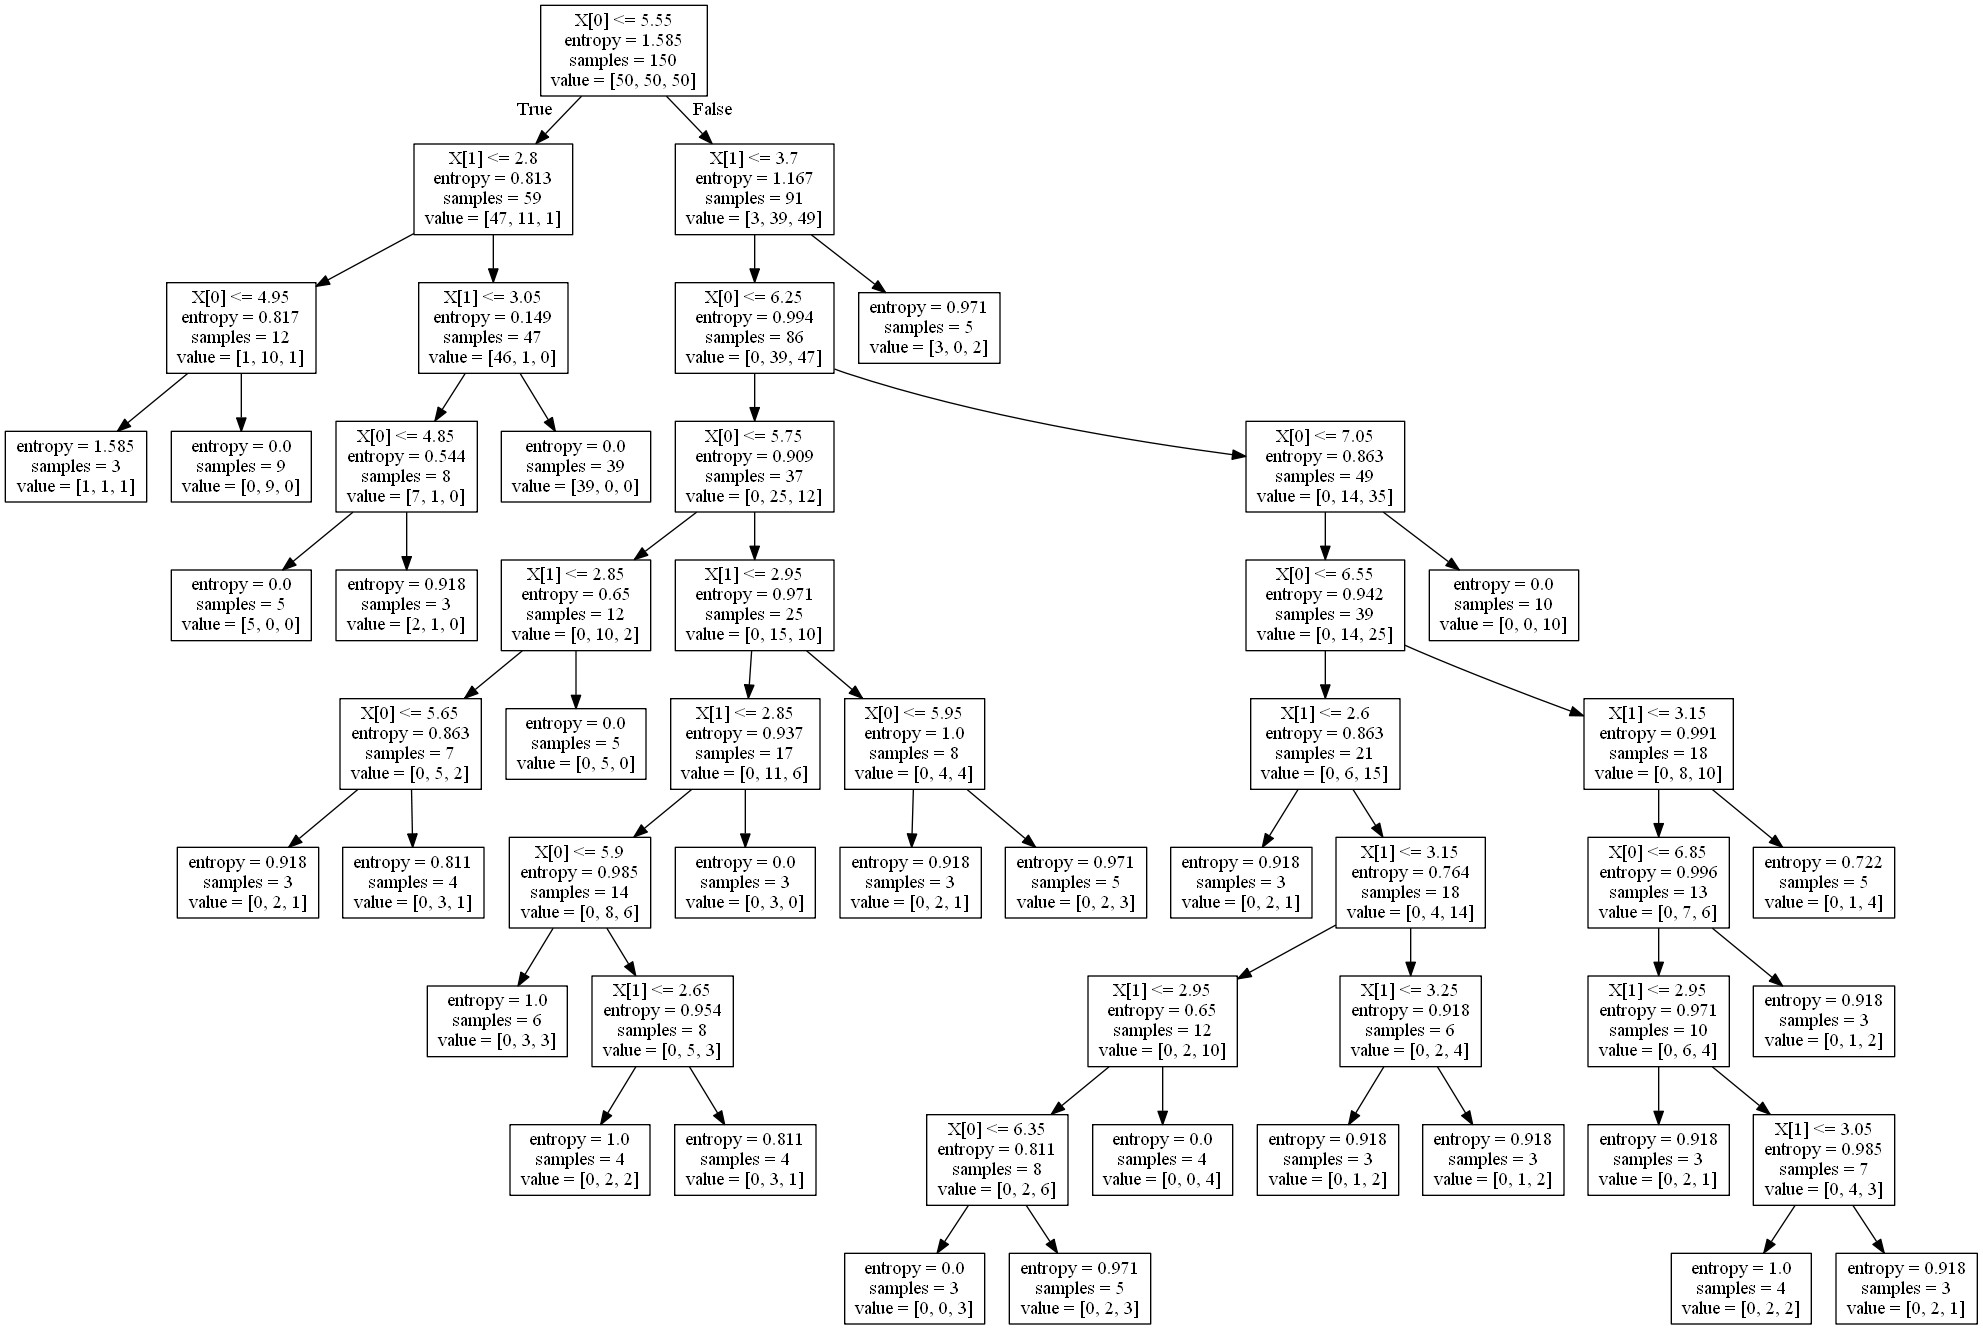 X[0] <= 5.55
entropy = 1.585
samples = 150
value = [50, 50, 50]
True
False
X[1] <= 2.8
entropy = 0.813
samples = 59
value = [47, 11, 1]
X[1] <= 3.7
entropy = 1.167
samples = 91
value = [3, 39, 49]
X[0] <= 4.95
entropy = 0.817
samples = 12
value = [1, 10, 1]
X[1] <= 3.05
entropy = 0.149
samples = 47
value = [46, 1, 0]
X[0] <= 6.25
entropy = 0.994
samples = 86
value = [0, 39, 47]
entropy = 0.971
samples = 5
value = [3, 0, 2]
entropy = 1.585
samples = 3
value = [1, 1, 1]
entropy = 0.0
samples = 9
value = [0, 9, 0]
X[0] <= 4.85
entropy = 0.544
samples = 8
value = [7, 1, 0]
entropy = 0.0
samples = 39
value = [39, 0, 0]
X[0] <= 5.75
entropy = 0.909
samples = 37
value = [0, 25, 12]
X[0] <= 7.05
entropy = 0.863
samples = 49
value = [0, 14, 35]
entropy = 0.0
samples = 5
value = [5, 0, 0]
entropy = 0.918
samples = 3
value = [2, 1, 0]
X[1] <= 2.85
entropy = 0.65
samples = 12
value = [0, 10, 2]
X[1] <= 2.95
entropy = 0.971
samples = 25
value = [0, 15, 10]
X[0] <= 6.55
entropy = 0.942
samples = 39
value = [0, 14, 25]
entropy = 0.0
samples = 10
value = [0, 0, 10]
X[0] <= 5.65
entropy = 0.863
samples = 7
value = [0, 5, 2]
entropy = 0.0
samples = 5
value = [0, 5, 0]
X[1] <= 2.85
entropy = 0.937
samples = 17
value = [0, 11, 6]
X[0] <= 5.95
entropy = 1.0
samples = 8
value = [0, 4, 4]
X[1] <= 2.6
entropy = 0.863
samples = 21
value = [0, 6, 15]
X[1] <= 3.15
entropy = 0.991
samples = 18
value = [0, 8, 10]
entropy = 0.918
samples = 3
value = [0, 2, 1]
entropy = 0.811
samples = 4
value = [0, 3, 1]
X[0] <= 5.9
entropy = 0.985
samples = 14
value = [0, 8, 6]
entropy = 0.0
samples = 3
value = [0, 3, 0]
entropy = 0.918
samples = 3
value = [0, 2, 1]
entropy = 0.971
samples = 5
value = [0, 2, 3]
entropy = 0.918
samples = 3
value = [0, 2, 1]
X[1] <= 3.15
entropy = 0.764
samples = 18
value = [0, 4, 14]
X[0] <= 6.85
entropy = 0.996
samples = 13
value = [0, 7, 6]
entropy = 0.722
samples = 5
value = [0, 1, 4]
entropy = 1.0
samples = 6
value = [0, 3, 3]
X[1] <= 2.65
entropy = 0.954
samples = 8
value = [0, 5, 3]
X[1] <= 2.95
entropy = 0.65
samples = 12
value = [0, 2, 10]
X[1] <= 3.25
entropy = 0.918
samples = 6
value = [0, 2, 4]
X[1] <= 2.95
entropy = 0.971
samples = 10
value = [0, 6, 4]
entropy = 0.918
samples = 3
value = [0, 1, 2]
entropy = 1.0
samples = 4
value = [0, 2, 2]
entropy = 0.811
samples = 4
value = [0, 3, 1]
X[0] <= 6.35
entropy = 0.811
samples = 8
value = [0, 2, 6]
entropy = 0.0
samples = 4
value = [0, 0, 4]
entropy = 0.918
samples = 3
value = [0, 1, 2]
entropy = 0.918
samples = 3
value = [0, 1, 2]
entropy = 0.918
samples = 3
value = [0, 2, 1]
X[1] <= 3.05
entropy = 0.985
samples = 7
value = [0, 4, 3]
entropy = 0.0
samples = 3
value = [0, 0, 3]
entropy = 0.971
samples = 5
value = [0, 2, 3]
entropy = 1.0
samples = 4
value = [0, 2, 2]
entropy = 0.918
samples = 3
value = [0, 2, 1]